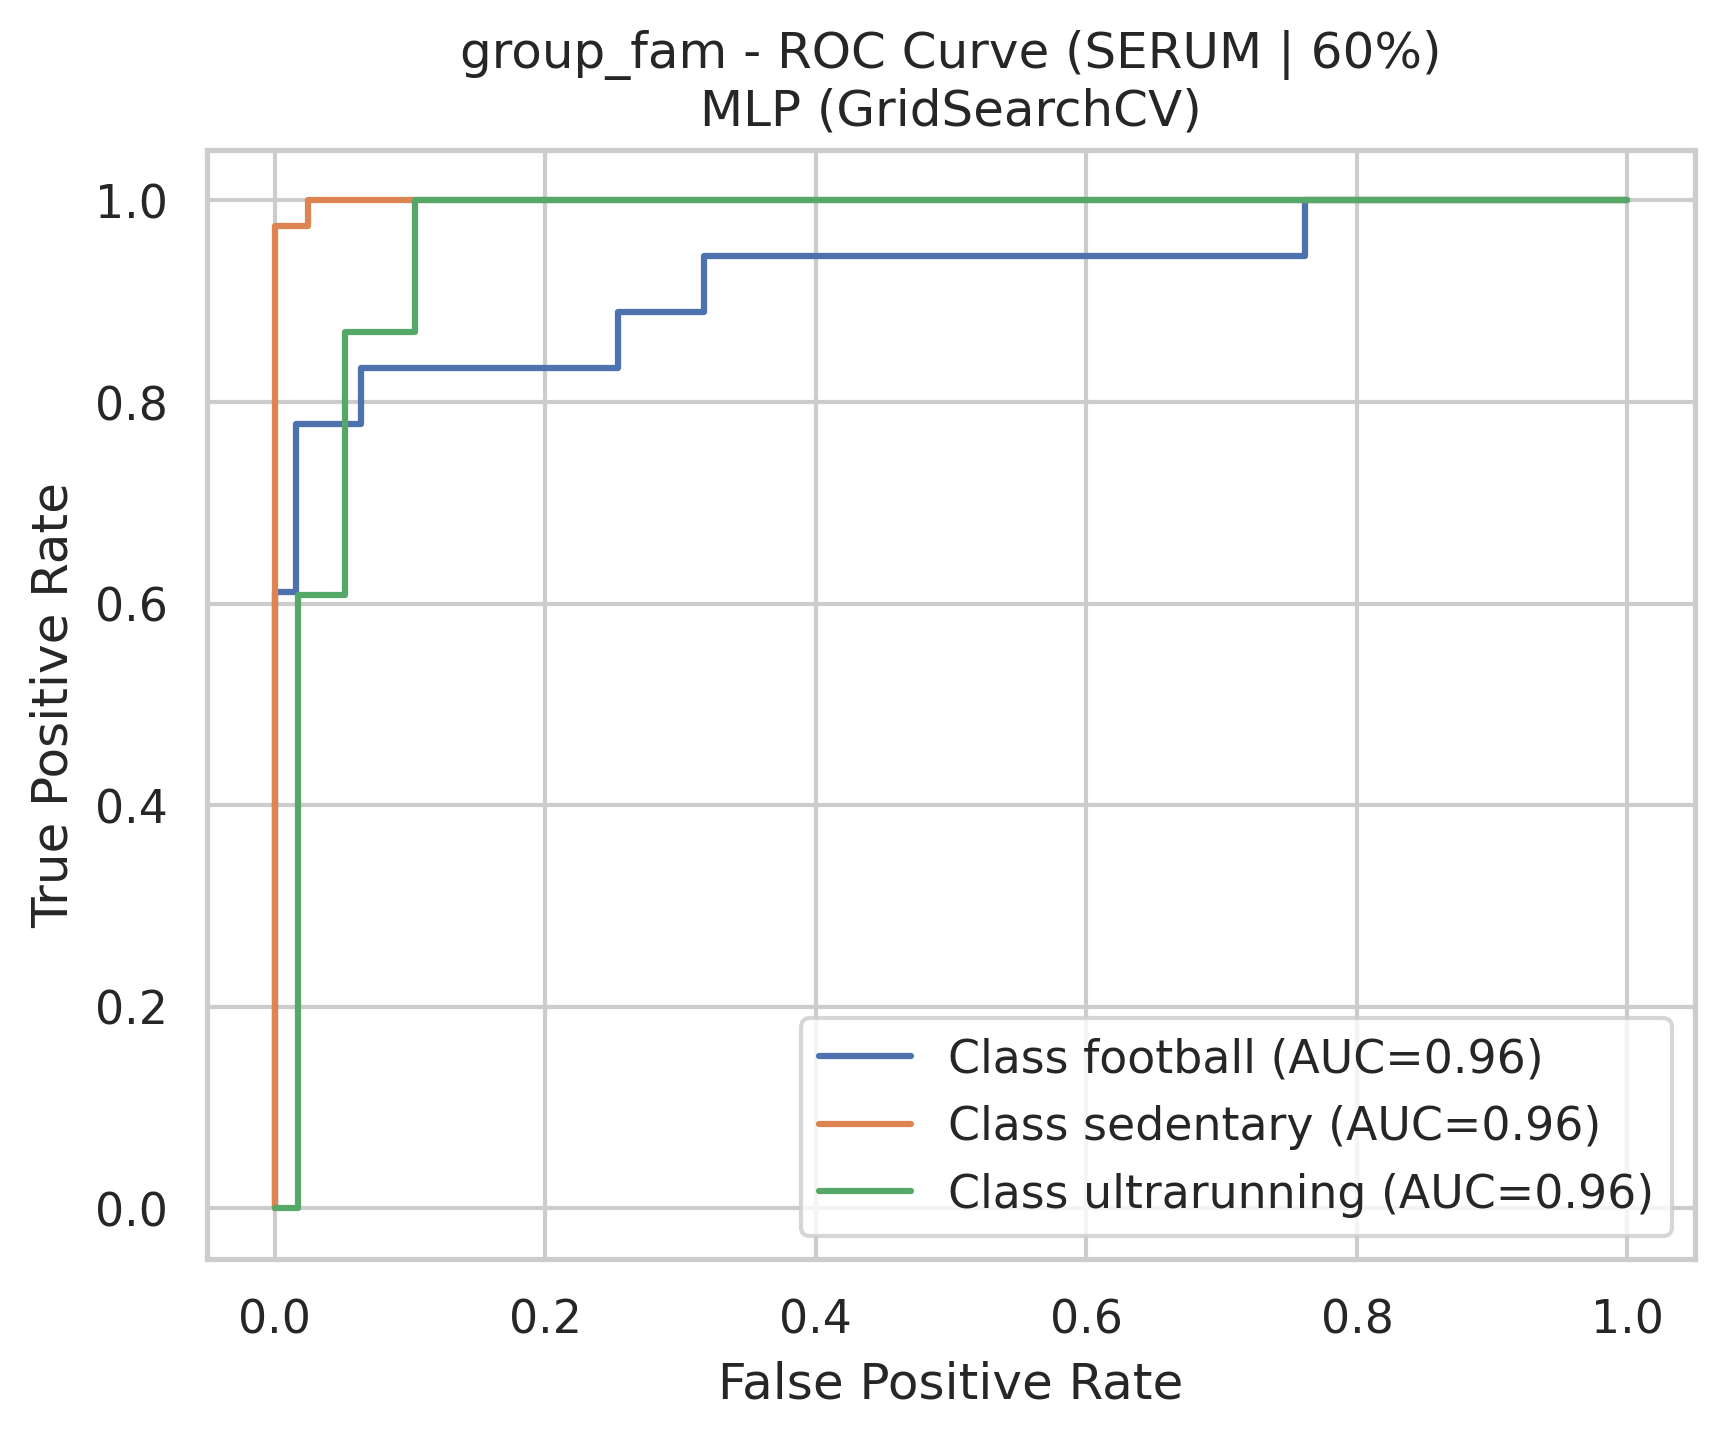 group_fam - ROC Curve (SERUM | 60%)
MLP (GridSearchCV)
True Positive Rate
1.0
0.8
0.6
0.4
0.2
0.0
Class football (AUC=0.96)
Class sedentary (AUC=0.96)
Class ultrarunning (AUC=0.96)
0.0 0.2 0.4 0.6 0.8 1.0
False Positive Rate